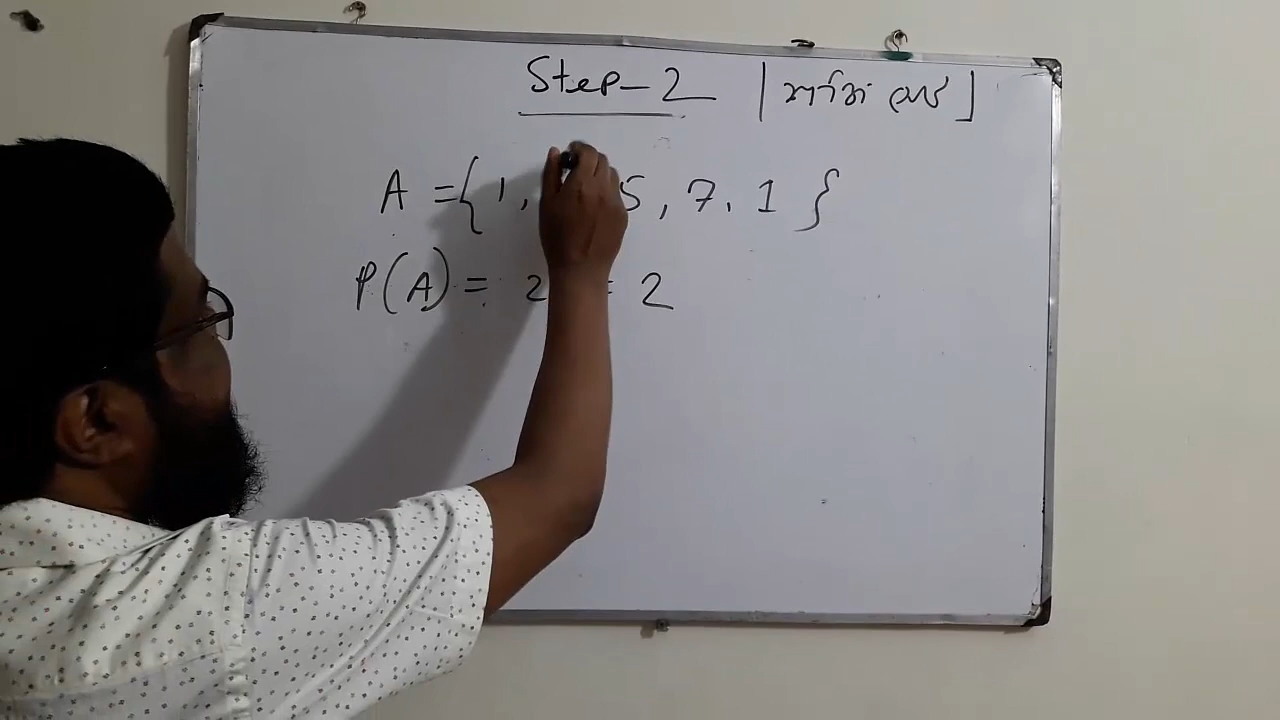 Step-2
A = { 1, 5, 7, 1 }
P(A) = 2 = 2